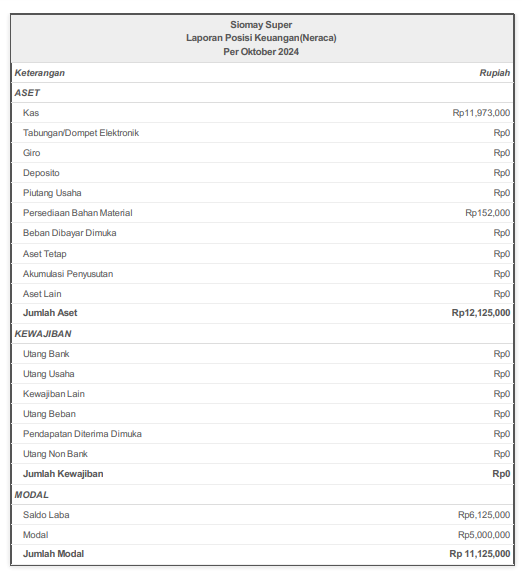 Siomay Super
Laporan Posisi Keuangan(Neraca)
Per Oktober 2024
Keterangan Rupiah
ASET
Kas Rp11,973,000
Tabungan/Dompet Elektronik Rp0
Giro Rp0
Deposito Rp0
Piutang Usaha Rp0
Persediaan Bahan Material Rp152,000
Beban Dibayar Dimuka Rp0
Aset Tetap Rp0
Akumulasi Penyusutan Rp0
Aset Lain Rp0
Jumlah Aset Rp12,125,000
KEWAJIBAN
Utang Bank Rp0
Utang Usaha Rp0
Kewajiban Lain Rp0
Utang Beban Rp0
Pendapatan Diterima Dimuka Rp0
Utang Non Bank Rp0
Jumlah Kewajiban Rp0
MODAL
Saldo Laba Rp6,125,000
Modal Rp5,000,000
Jumlah Modal Rp 11,125,000